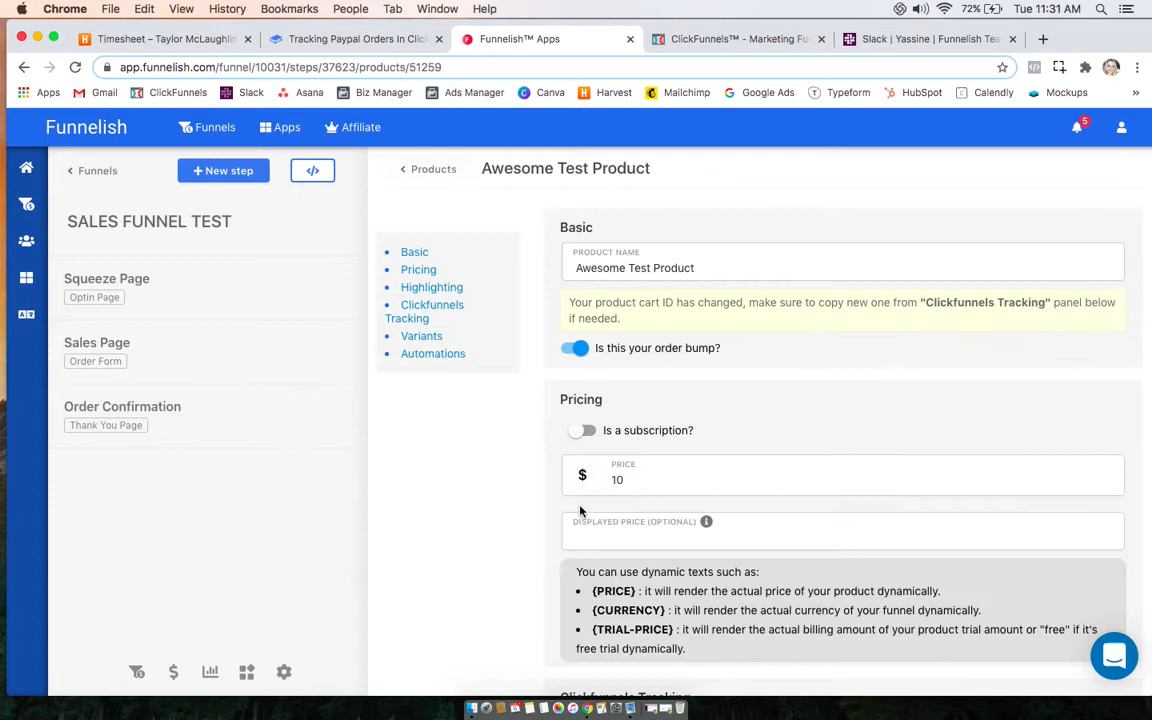 Chrome File Edit View History Bookmarks People Tab Window Help 72% Tue 11:31 AM
Timesheet – Taylor McLaughlin
Tracking Paypal Orders In Click
Funnelish™ Apps
ClickFunnels™ - Marketing Fu
Slack | Yassine | Funnelish Tea
app.funnelish.com/funnel/10031/steps/37623/products/51259
Apps Gmail ClickFunnels Slack Asana Biz Manager Ads Manager Canva Harvest Mailchimp Google Ads Typeform HubSpot Calendly Mockups »
Funnelish Funnels Apps Affiliate 5
Funnels
+ New step
</>
SALES FUNNEL TEST
Squeeze Page
Optin Page
Sales Page
Order Form
Order Confirmation
Thank You Page
Products
Awesome Test Product
Basic
Pricing
Highlighting
Clickfunnels
Tracking
Variants
Automations
Basic
PRODUCT NAME
Awesome Test Product
Your product cart ID has changed, make sure to copy new one from "Clickfunnels Tracking" panel below
if needed.
Is this your order bump?
Pricing
Is a subscription?
PRICE
$ 10
DISPLAYED PRICE (OPTIONAL)
You can use dynamic texts such as:
• {PRICE} : it will render the actual price of your product dynamically.
• {CURRENCY} : it will render the actual currency of your funnel dynamically.
• {TRIAL-PRICE} : it will render the actual billing amount of your product trial amount or "free" if it's
free trial dynamically.
Clickfunnels Tracking